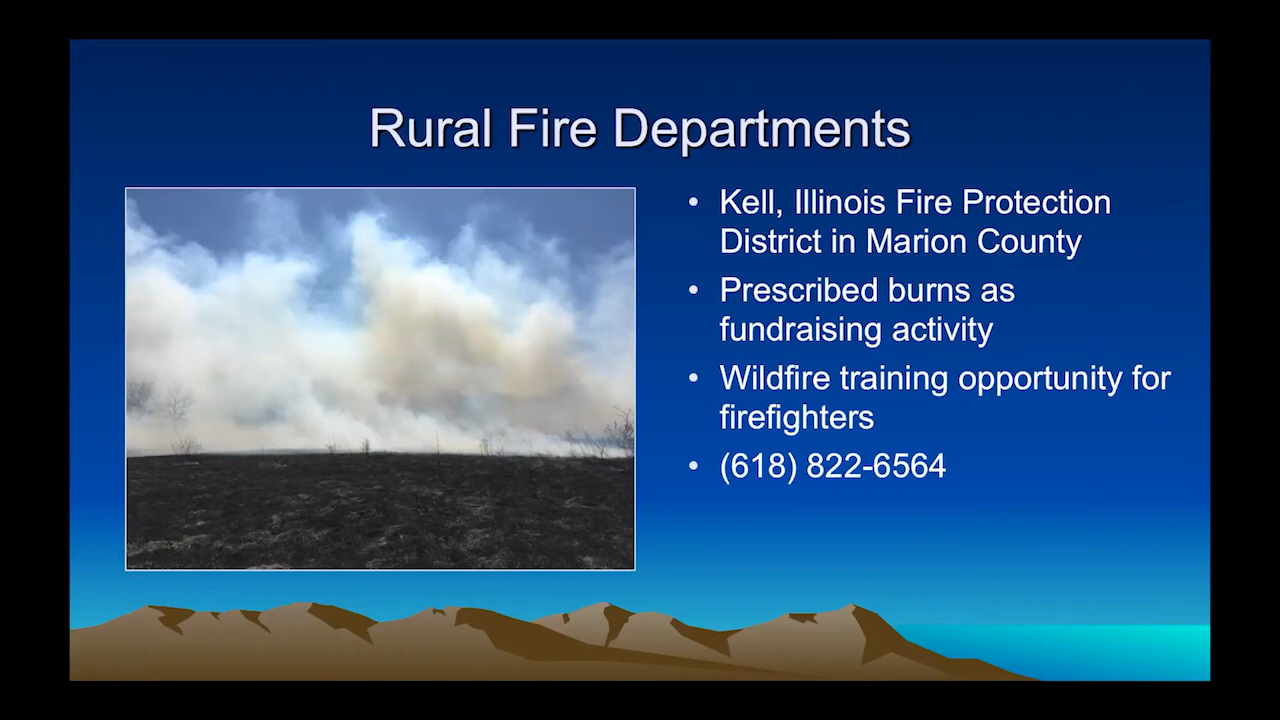 Rural Fire Departments
• Kell, Illinois Fire Protection
District in Marion County
• Prescribed burns as
fundraising activity
• Wildfire training opportunity for
firefighters
• (618) 822-6564